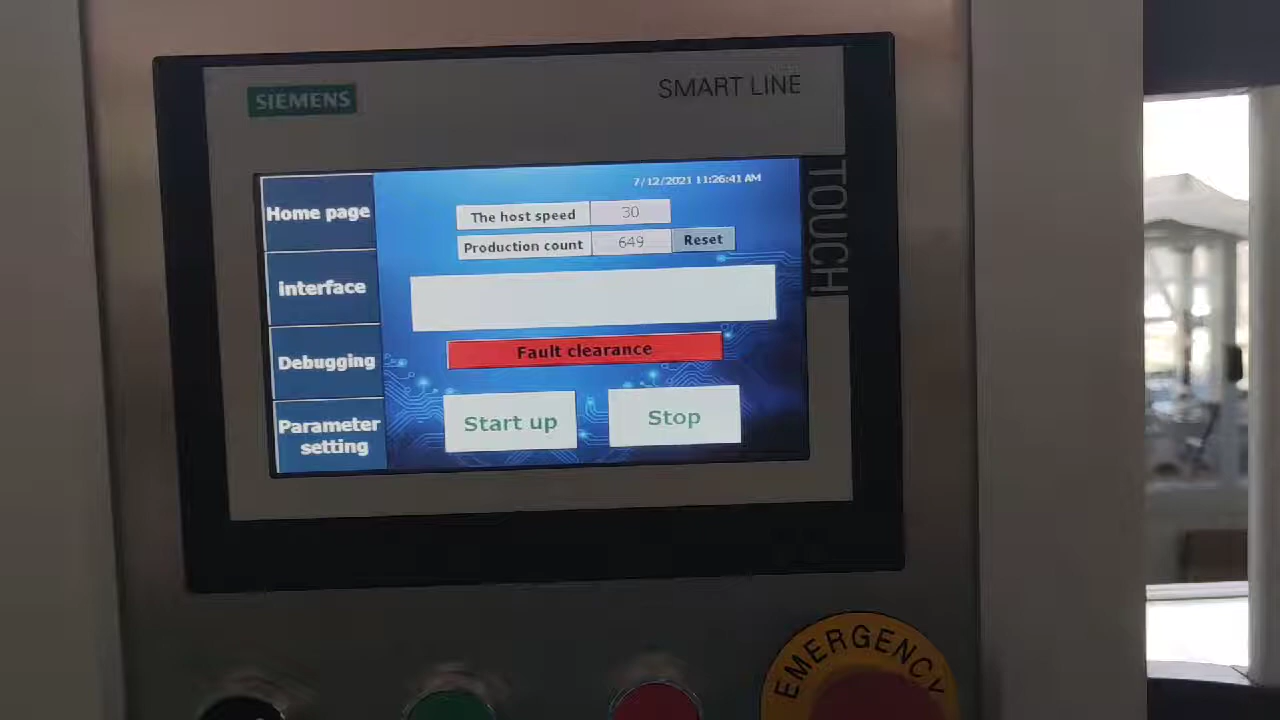 SIEMENS
SMART LINE
TOUCH
7/12/2021 11:26:41 AM
Home page
The host speed 30
Production count 649 Reset
interface
Fault clearance
Debugging
Start up
Stop
Parameter
setting
EMERGENCY